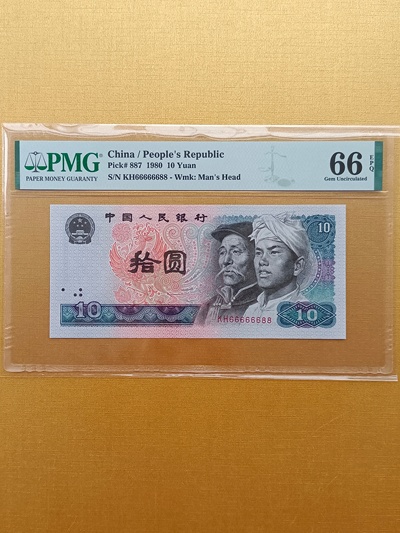 PMG
PAPER MONEY GUARANTY
China / People's Republic
Pick# 887 1980 10 Yuan
S/N KH66666688 - Wmk: Man's Head
66 EPQ
Gem Uncirculated
中国人民银行
10
拾圆
KH66666688
10
10